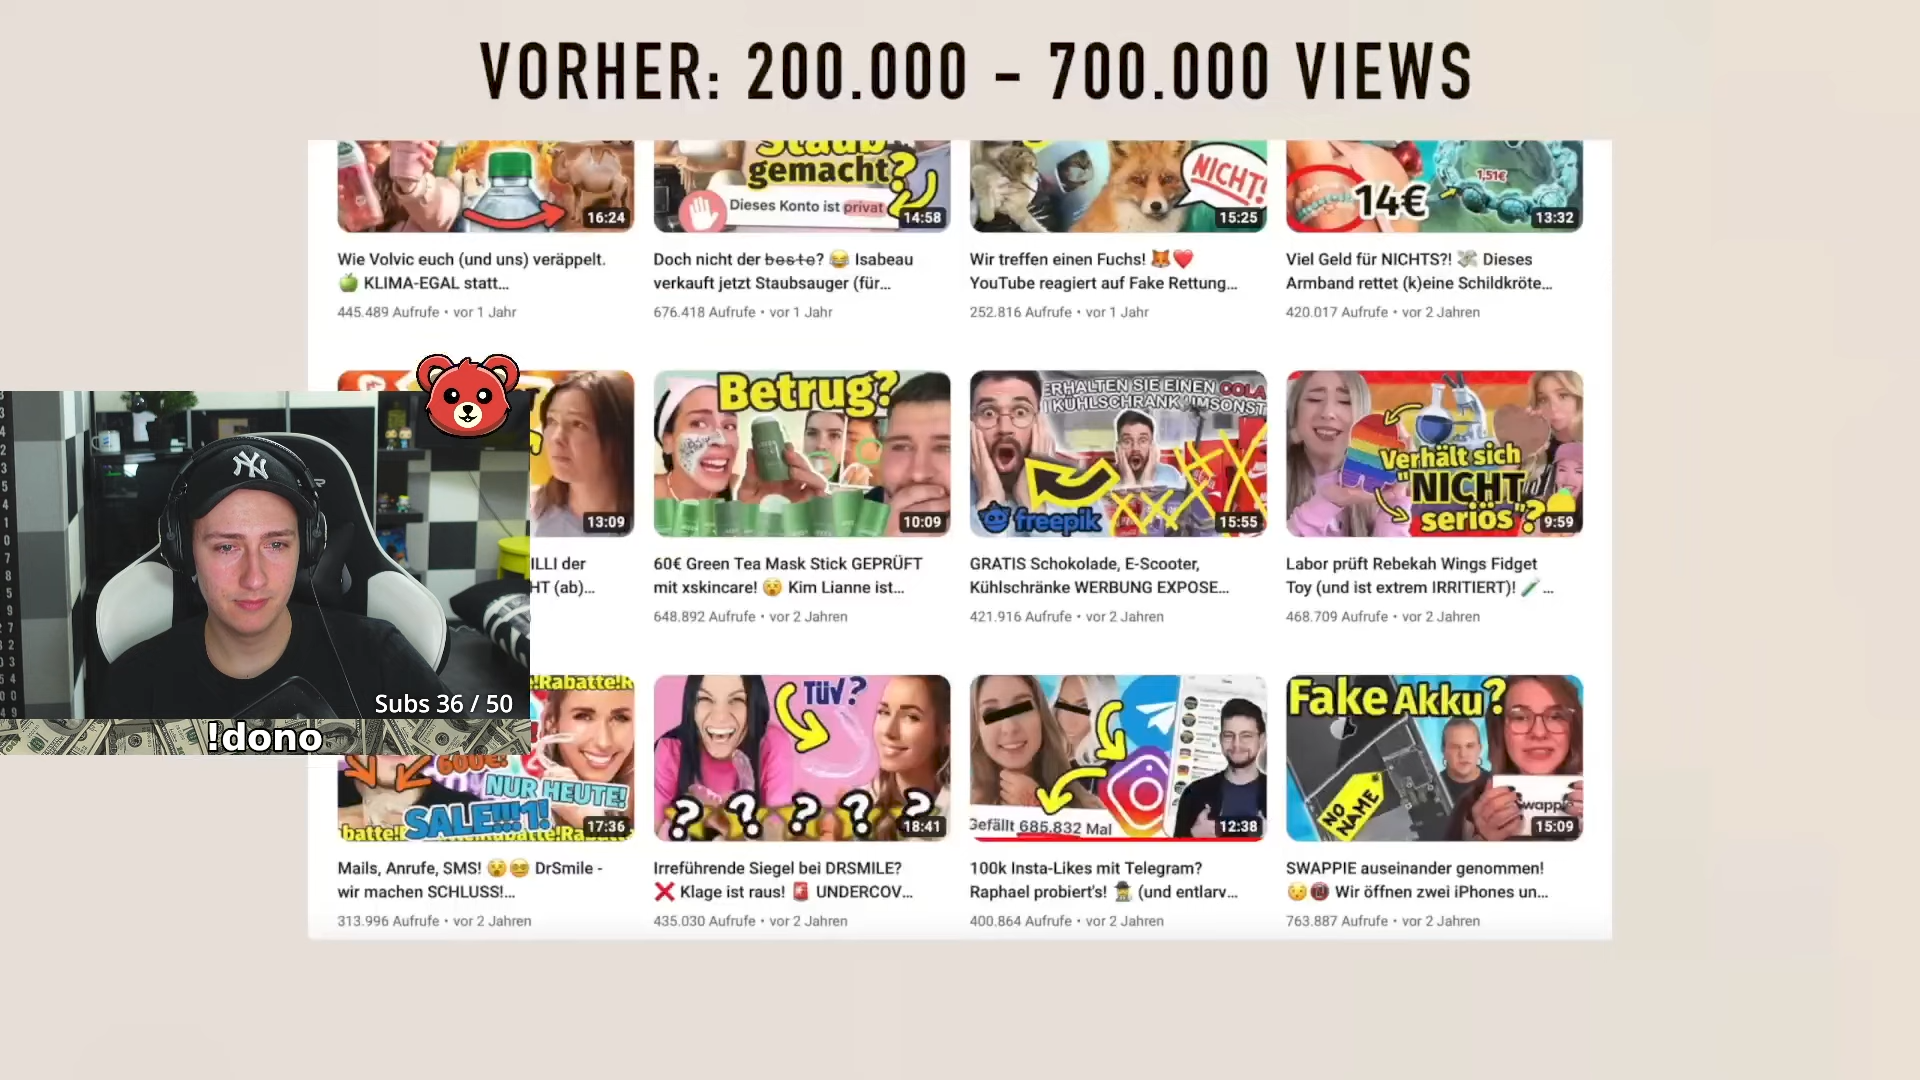 VORHER: 200.000 - 700.000 VIEWS
Staub
gemacht?
Dieses Konto ist privat
NICHT!
14€
1,51€
16:24
14:58
15:25
13:32
Wie Volvic euch (und uns) veräppelt.
🍏 KLIMA-EGAL statt...
445.489 Aufrufe • vor 1 Jahr
Doch nicht der beste? 😂 Isabeau
verkauft jetzt Staubsauger (für...
676.418 Aufrufe • vor 1 Jahr
Wir treffen einen Fuchs! 🦊❤️
YouTube reagiert auf Fake Rettung...
252.816 Aufrufe • vor 1 Jahr
Viel Geld für NICHTS?! 💸 Dieses
Armband rettet (k)eine Schildkröte...
420.017 Aufrufe • vor 2 Jahren
13:09
Betrug?
10:09
ERHALTEN SIE EINEN COLA
KÜHLSCHRANK UMSONST
freepik
15:55
Verhält sich
"NICHT
seriös"?
9:59
ILLI der
HT (ab)...
60€ Green Tea Mask Stick GEPRÜFT
mit xskincare! 😵 Kim Lianne ist...
648.892 Aufrufe • vor 2 Jahren
GRATIS Schokolade, E-Scooter,
Kühlschränke WERBUNG EXPOSE...
421.916 Aufrufe • vor 2 Jahren
Labor prüft Rebekah Wings Fidget
Toy (und ist extrem IRRITIERT)! 🧪 ...
468.709 Aufrufe • vor 2 Jahren
NY
Subs 36 / 50
!dono
e!Rabatte!R
600€!
NUR HEUTE!
SALE!!!1!
17:36
TÜV?
? ? ? ? ?
18:41
Gefällt 685.832 Mal
12:38
Fake Akku?
NO
NAME
wappie
15:09
Mails, Anrufe, SMS! 😵😵‍💫 DrSmile -
wir machen SCHLUSS!...
313.996 Aufrufe • vor 2 Jahren
Irreführende Siegel bei DRSMILE?
❌ Klage ist raus! 🚨 UNDERCOV...
435.030 Aufrufe • vor 2 Jahren
100k Insta-Likes mit Telegram?
Raphael probiert's! 🕵️ (und entlarv...
400.864 Aufrufe • vor 2 Jahren
SWAPPIE auseinander genommen!
😯📵 Wir öffnen zwei iPhones un...
763.887 Aufrufe • vor 2 Jahren